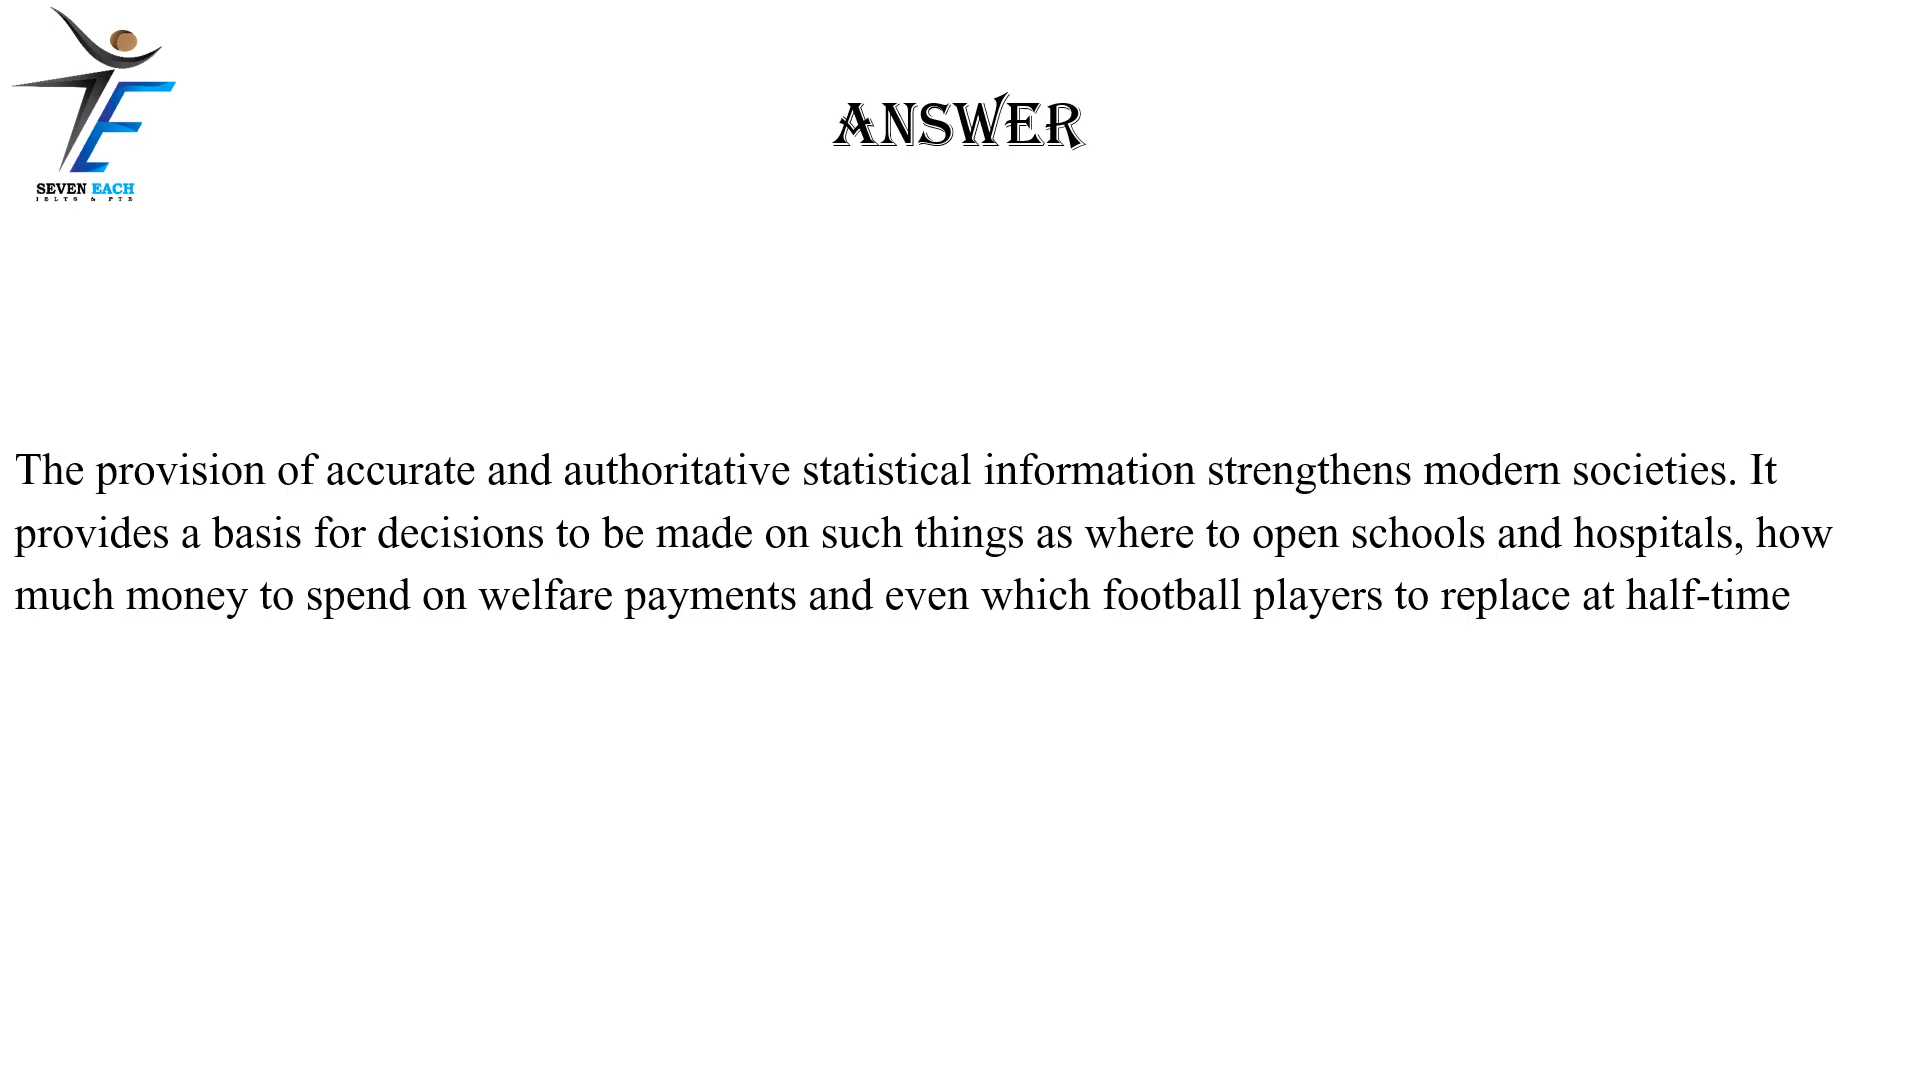 SEVEN EACH
IELTS & PTE
ANSWER
The provision of accurate and authoritative statistical information strengthens modern societies. It
provides a basis for decisions to be made on such things as where to open schools and hospitals, how
much money to spend on welfare payments and even which football players to replace at half-time